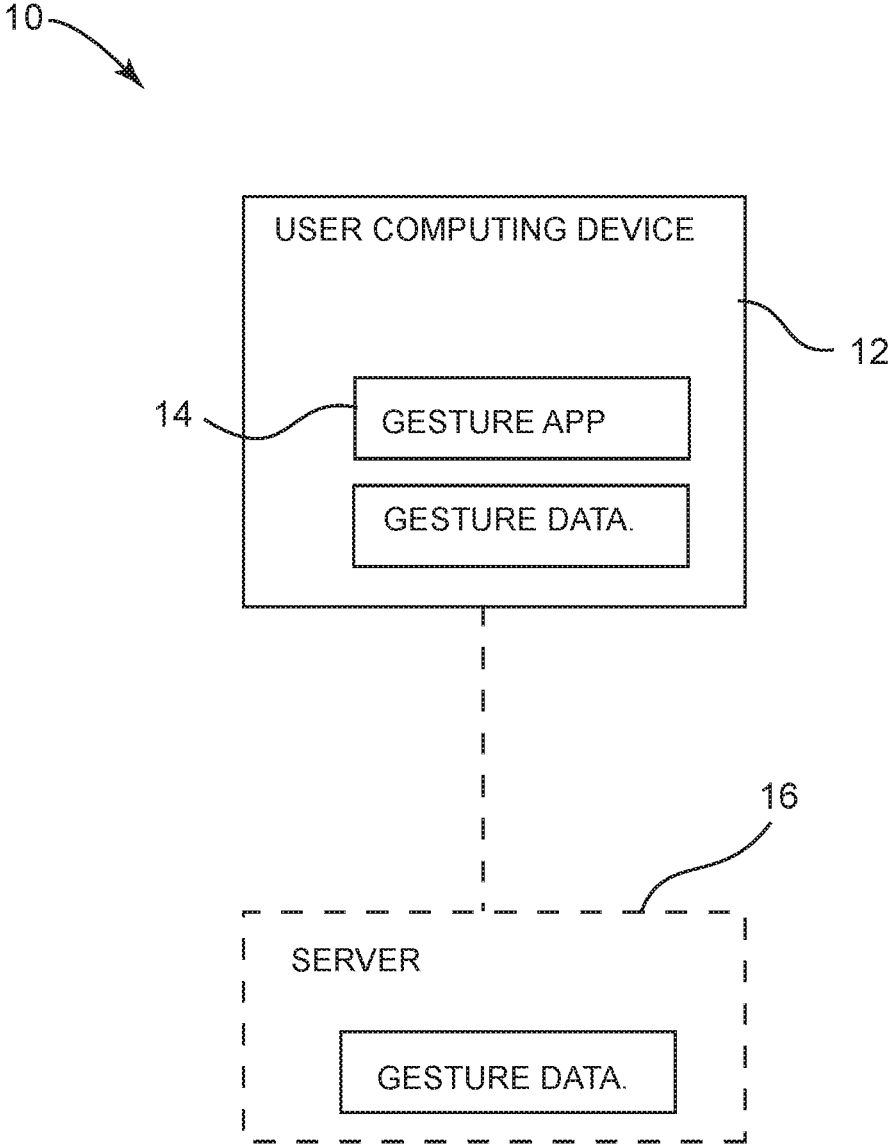 10
USER COMPUTING DEVICE
12
14
GESTURE APP
GESTURE DATA.
16
SERVER
GESTURE DATA.